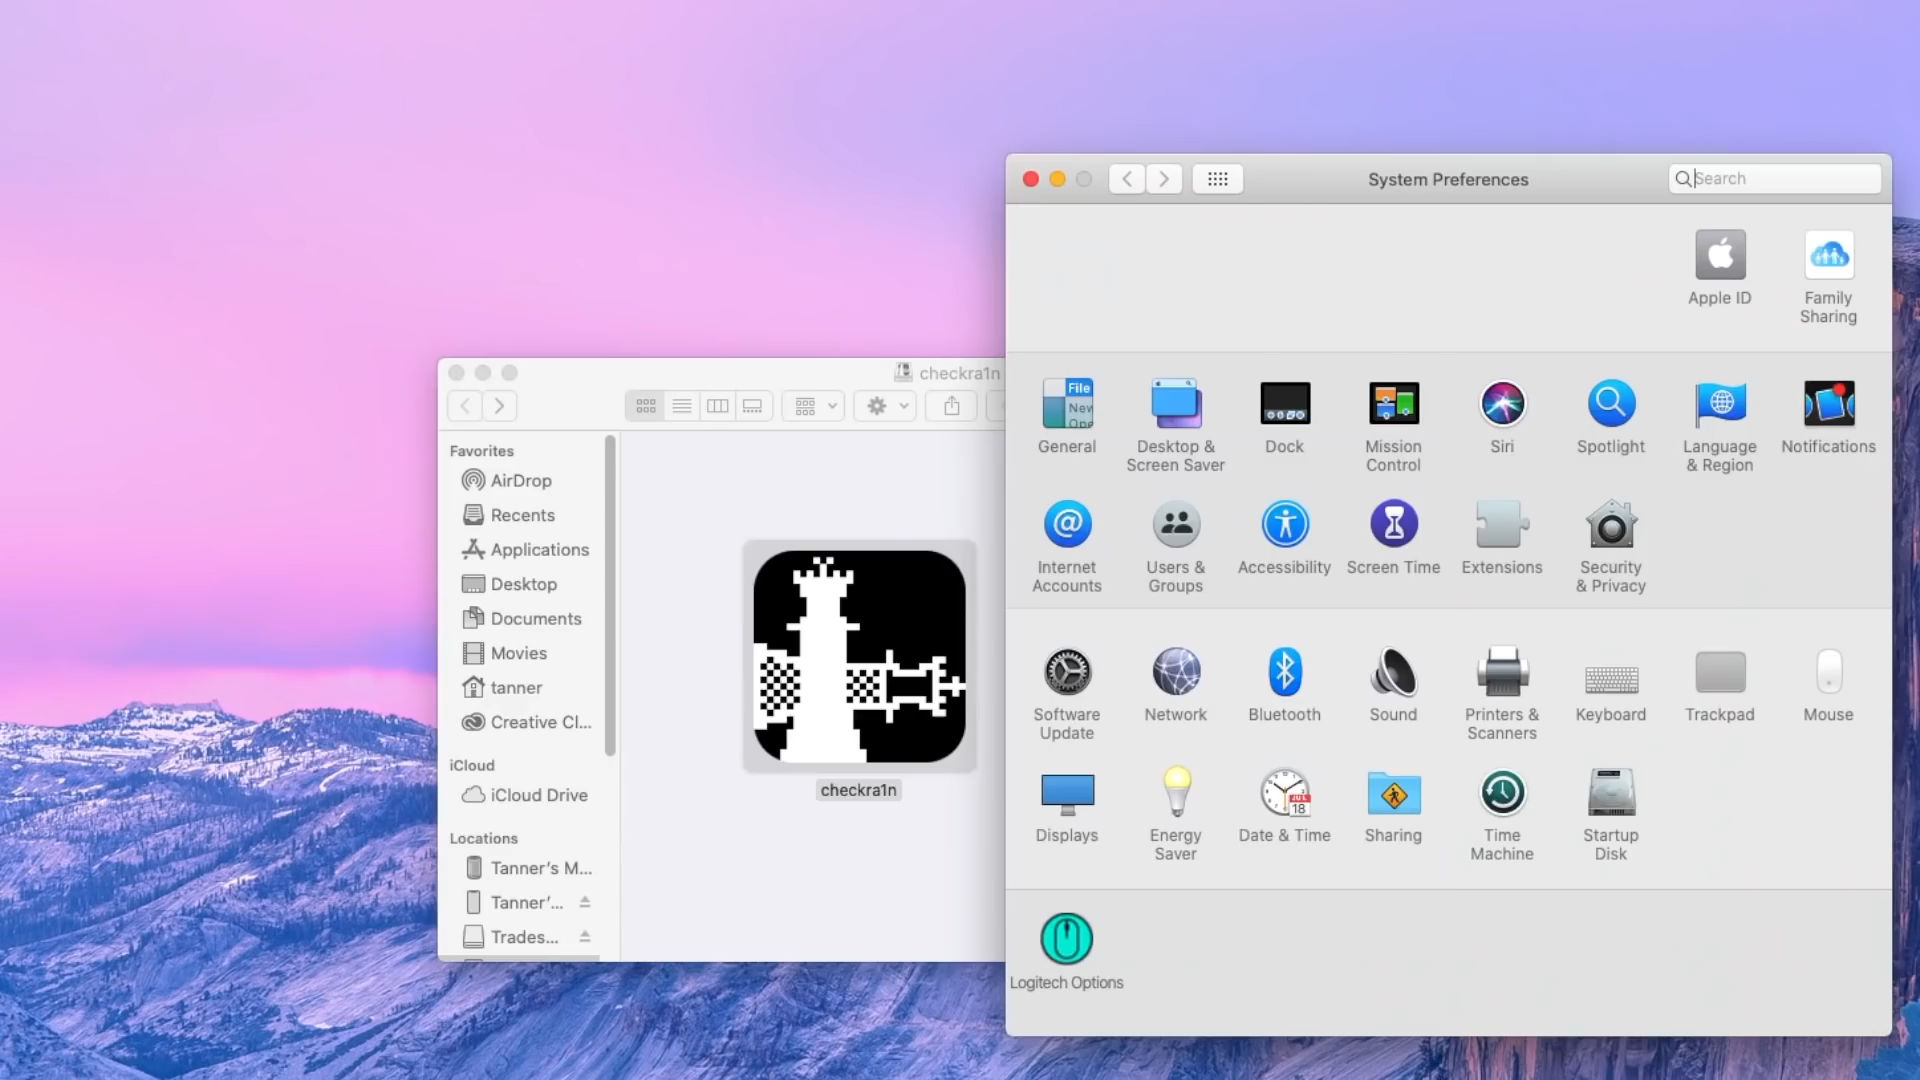 System Preferences
Search
Apple ID
Family
Sharing
File
New
Ope
General
Desktop &
Screen Saver
Dock
Mission
Control
Siri
Spotlight
Language
& Region
Notifications
@
Internet
Accounts
Users &
Groups
Accessibility
Screen Time
Extensions
Security
& Privacy
Software
Update
Network
Bluetooth
Sound
Printers &
Scanners
Keyboard
Trackpad
Mouse
Displays
Energy
Saver
JUL
18
Date & Time
Sharing
Time
Machine
Startup
Disk
Logitech Options
checkra1n
Favorites
AirDrop
Recents
Applications
Desktop
Documents
Movies
tanner
Creative Cl...
iCloud
iCloud Drive
Locations
Tanner's M...
Tanner'...
Trades...
checkra1n